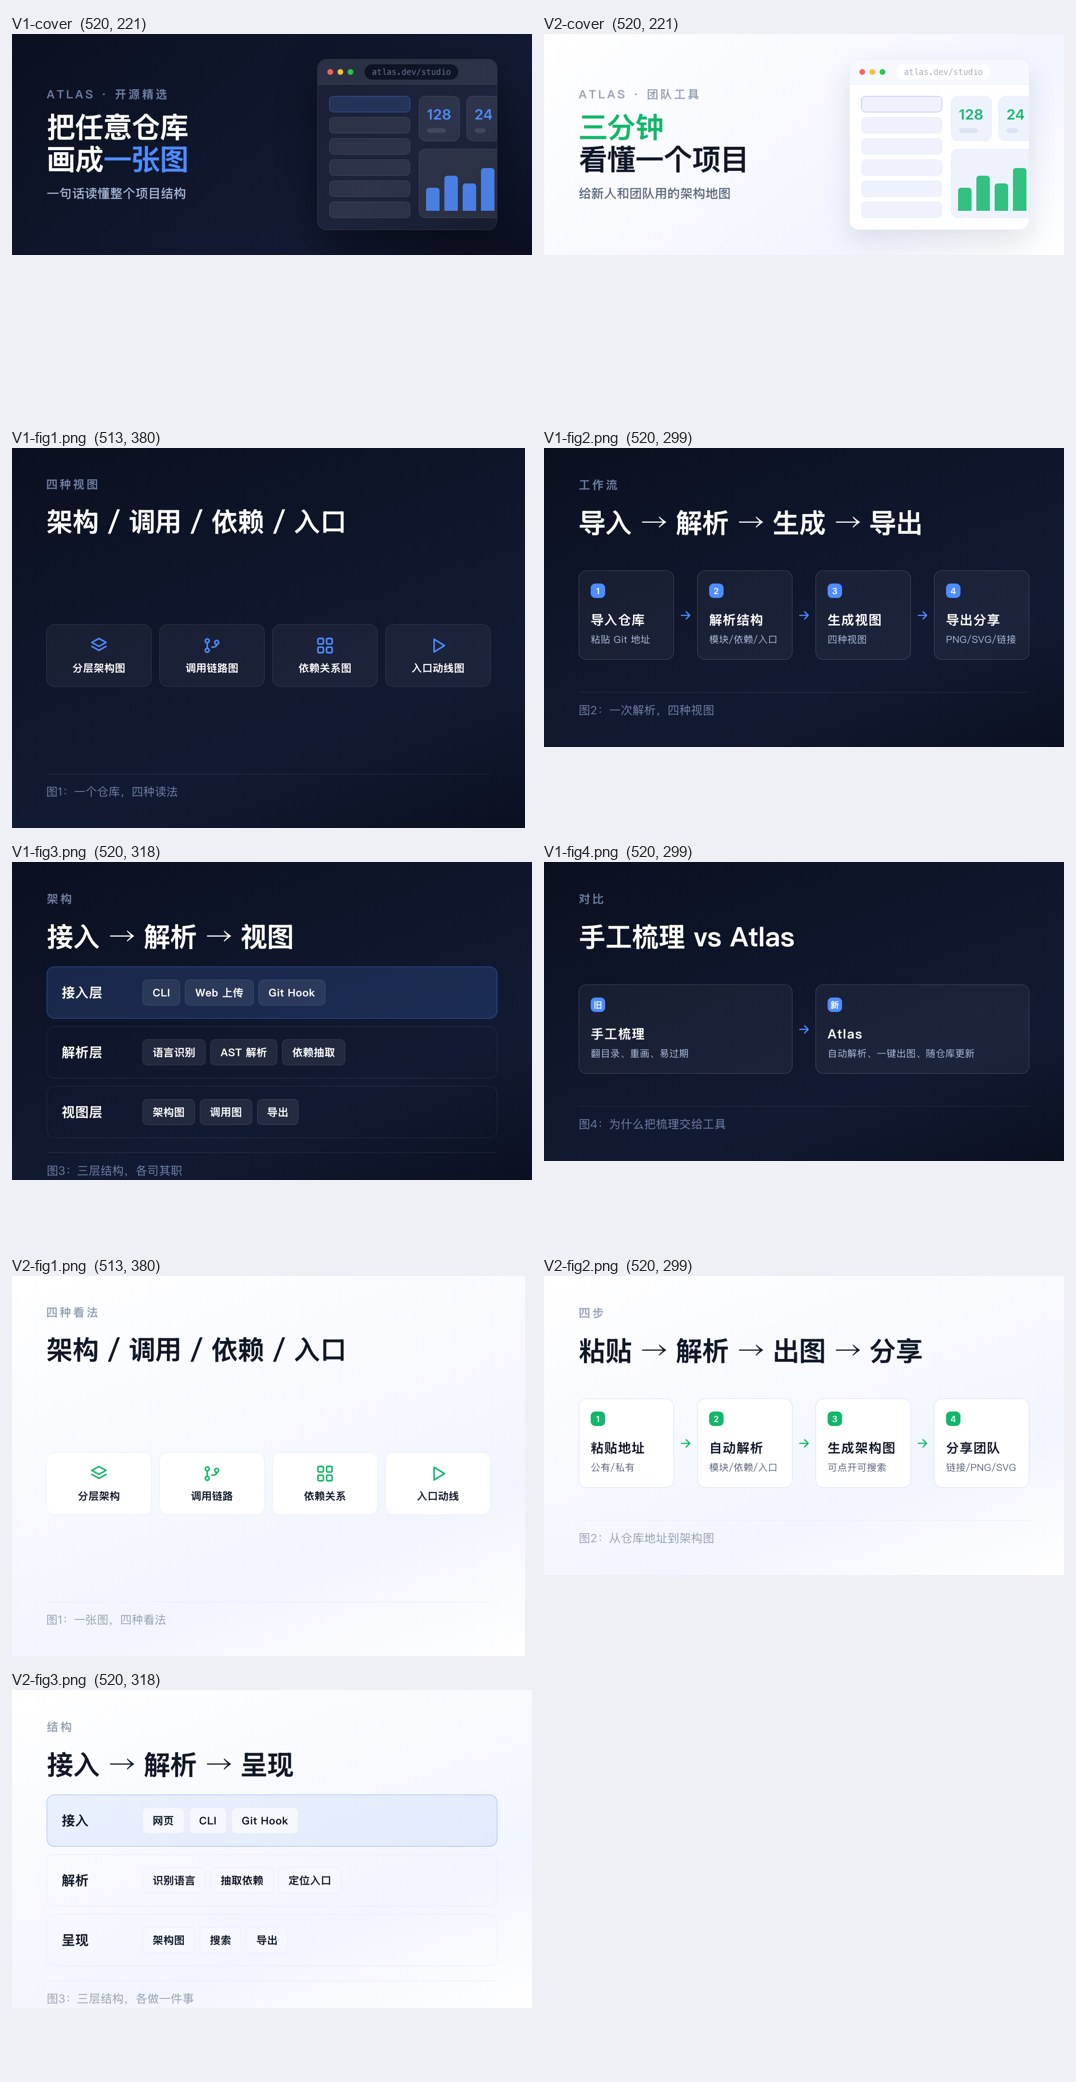 V1-cover (520, 221)
ATLAS · 开源精选
把任意仓库
画成一张图
一句话读懂整个项目结构
atlas.dev/studio
128
24
V2-cover (520, 221)
ATLAS · 团队工具
三分钟
看懂一个项目
给新人和团队用的架构地图
atlas.dev/studio
128
24
V1-fig1.png (513, 380)
四种视图
架构 / 调用 / 依赖 / 入口
分层架构图
调用链路图
依赖关系图
入口动线图
图1：一个仓库，四种读法
V1-fig2.png (520, 299)
工作流
导入 → 解析 → 生成 → 导出
1
导入仓库
粘贴 Git 地址
→
2
解析结构
模块/依赖/入口
→
3
生成视图
四种视图
→
4
导出分享
PNG/SVG/链接
图2：一次解析，四种视图
V1-fig3.png (520, 318)
架构
接入 → 解析 → 视图
接入层
CLI
Web 上传
Git Hook
解析层
语言识别
AST 解析
依赖抽取
视图层
架构图
调用图
导出
图3：三层结构，各司其职
V1-fig4.png (520, 299)
对比
手工梳理 vs Atlas
旧
手工梳理
翻目录、重画、易过期
→
新
Atlas
自动解析、一键出图、随仓库更新
图4：为什么把梳理交给工具
V2-fig1.png (513, 380)
四种看法
架构 / 调用 / 依赖 / 入口
分层架构
调用链路
依赖关系
入口动线
图1：一张图，四种看法
V2-fig2.png (520, 299)
四步
粘贴 → 解析 → 出图 → 分享
1
粘贴地址
公有/私有
→
2
自动解析
模块/依赖/入口
→
3
生成架构图
可点开可搜索
→
4
分享团队
链接/PNG/SVG
图2：从仓库地址到架构图
V2-fig3.png (520, 318)
结构
接入 → 解析 → 呈现
接入
网页
CLI
Git Hook
解析
识别语言
抽取依赖
定位入口
呈现
架构图
搜索
导出
图3：三层结构，各做一件事